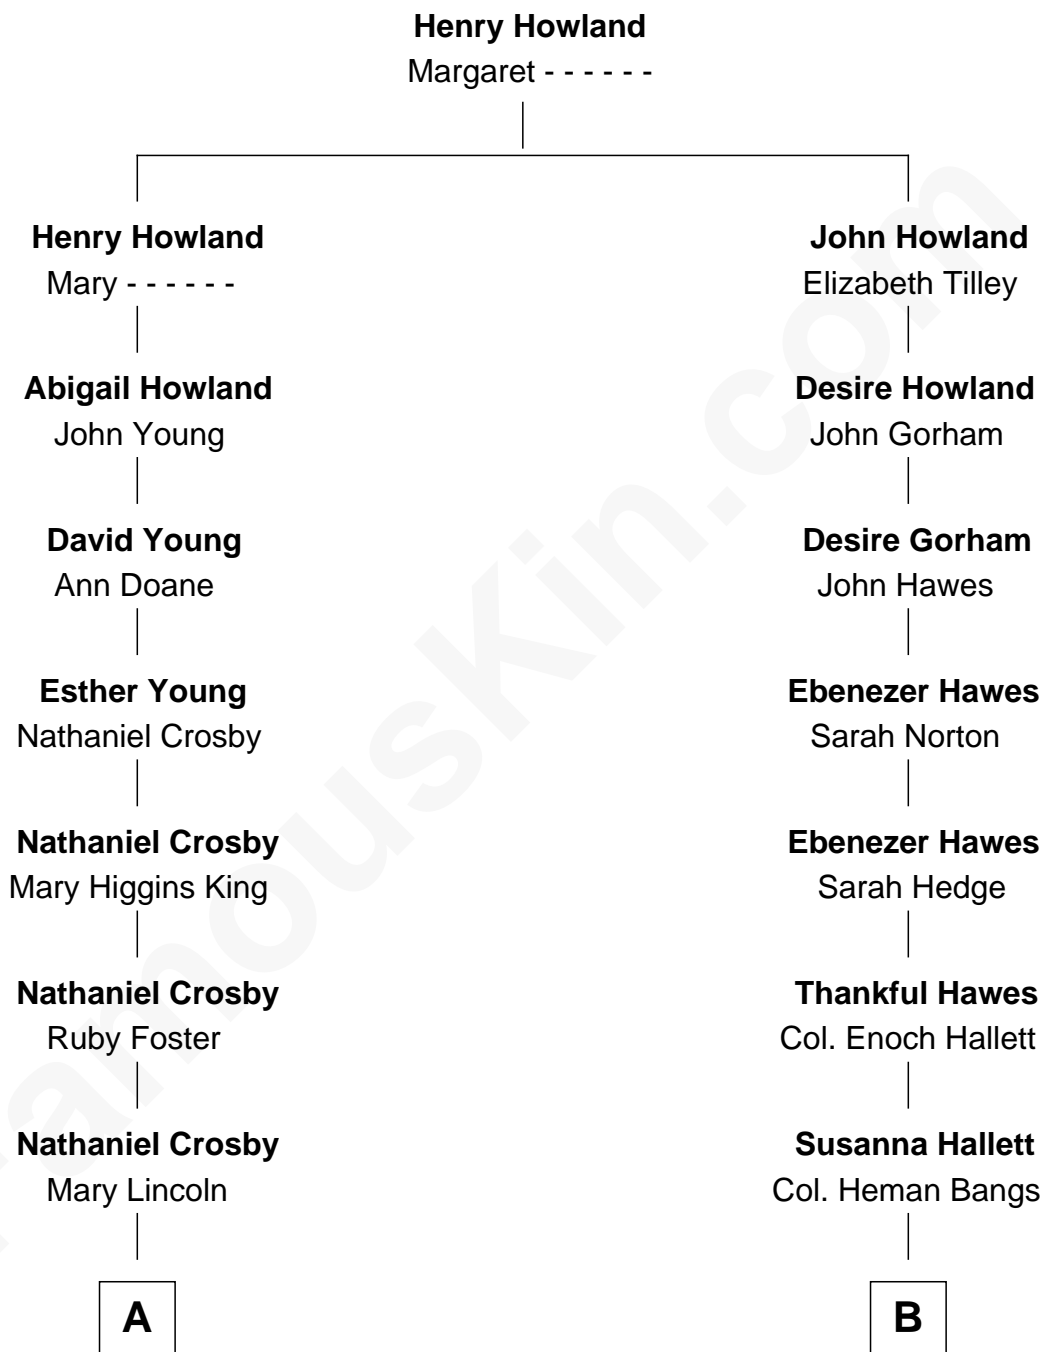 Henry Howland
Margaret - - - - - -
Henry Howland
Mary - - - - - -
John Howland
Elizabeth Tilley
Abigail Howland
John Young
Desire Howland
John Gorham
David Young
Ann Doane
Desire Gorham
John Hawes
Esther Young
Nathaniel Crosby
Ebenezer Hawes
Sarah Norton
Nathaniel Crosby
Mary Higgins King
Ebenezer Hawes
Sarah Hedge
Nathaniel Crosby
Ruby Foster
Thankful Hawes
Col. Enoch Hallett
Nathaniel Crosby
Mary Lincoln
Susanna Hallett
Col. Heman Bangs
A
B
FamousKin.com